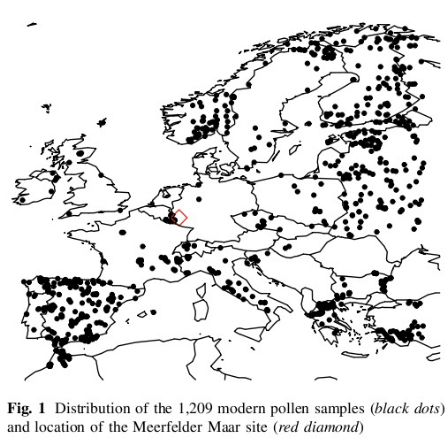 Fig. 1 Distribution of the 1,209 modern pollen samples (black dots)
and location of the Meerfelder Maar site (red diamond)